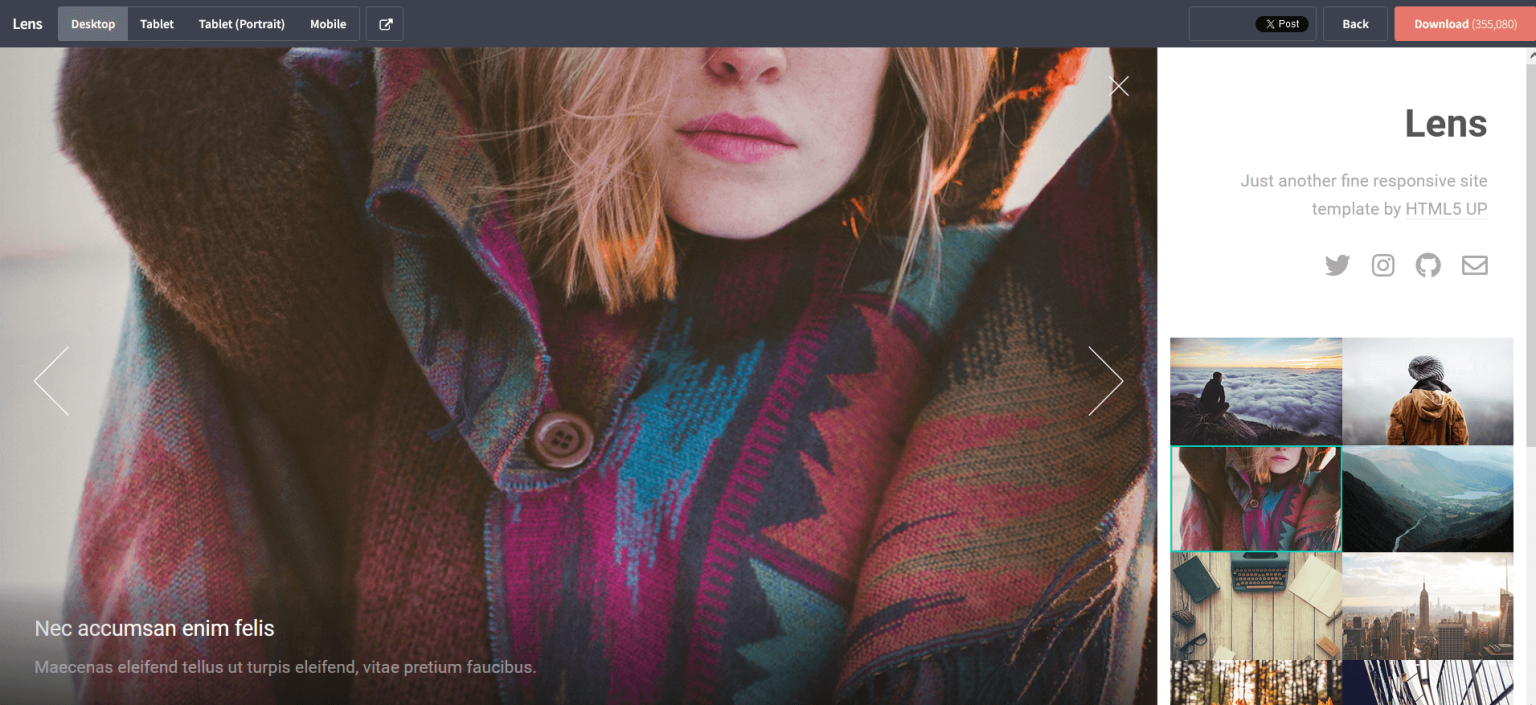 Lens
Desktop
Tablet
Tablet (Portrait)
Mobile
Post
Back
Download (355,080)
Lens
Just another fine responsive site
template by HTML5 UP
Nec accumsan enim felis
Maecenas eleifend tellus ut turpis eleifend, vitae pretium faucibus.